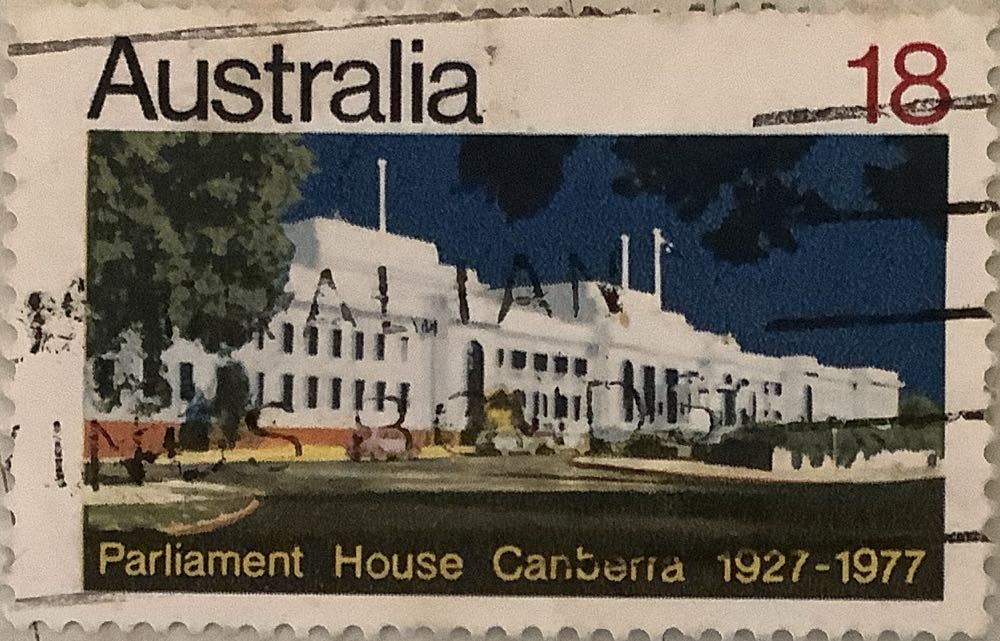 Australia 18
Parliament House Canberra 1927-1977